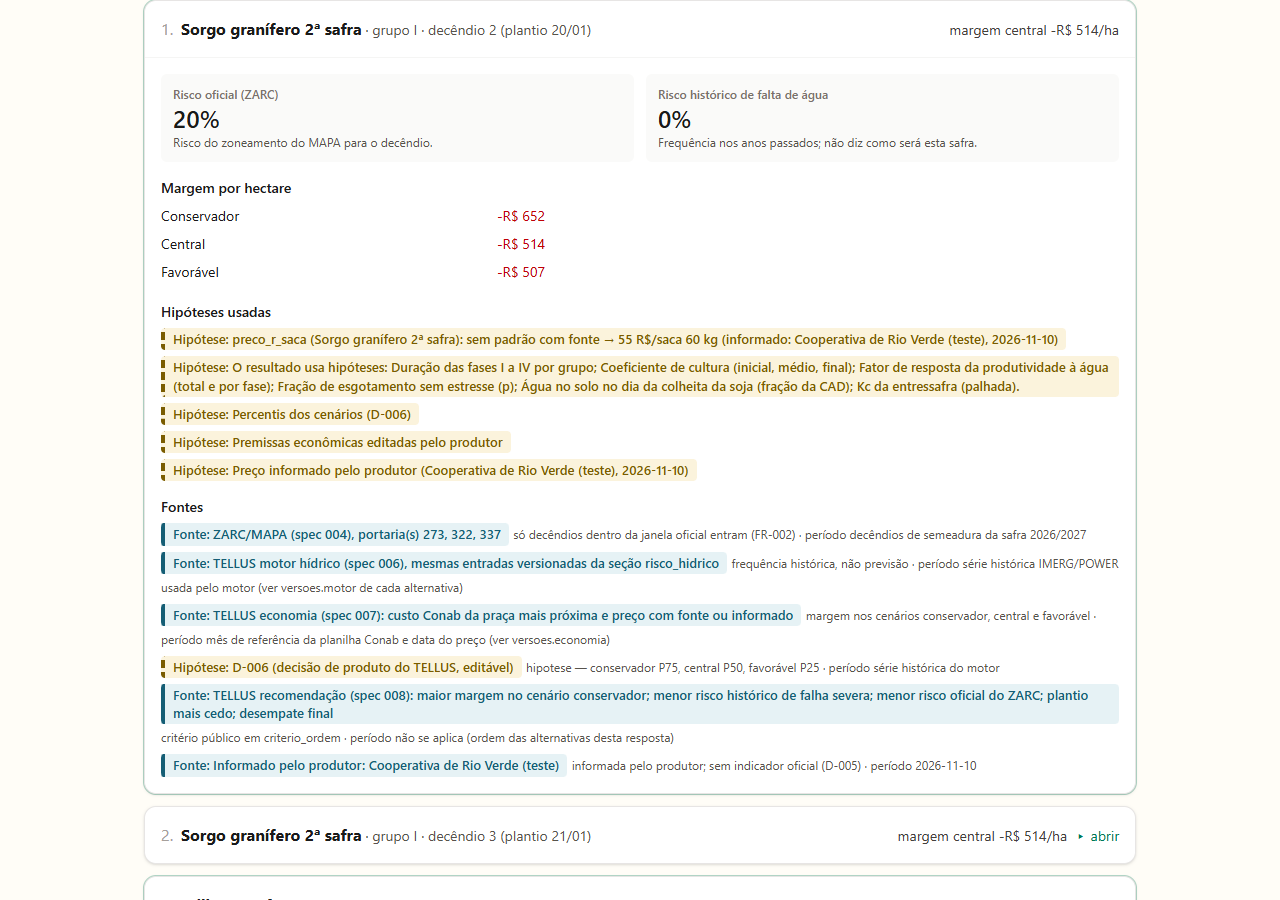 1. Sorgo granífero 2ª safra · grupo I · decêndio 2 (plantio 20/01)
margem central -R$ 514/ha
Risco oficial (ZARC)
20%
Risco do zoneamento do MAPA para o decêndio.
Risco histórico de falta de água
0%
Frequência nos anos passados; não diz como será esta safra.
Margem por hectare
Conservador -R$ 652
Central -R$ 514
Favorável -R$ 507
Hipóteses usadas
Hipótese: preco_r_saca (Sorgo granífero 2ª safra): sem padrão com fonte → 55 R$/saca 60 kg (informado: Cooperativa de Rio Verde (teste), 2026-11-10)
Hipótese: O resultado usa hipóteses: Duração das fases I a IV por grupo; Coeficiente de cultura (inicial, médio, final); Fator de resposta da produtividade à água
(total e por fase); Fração de esgotamento sem estresse (p); Água no solo no dia da colheita da soja (fração da CAD); Kc da entressafra (palhada).
Hipótese: Percentis dos cenários (D-006)
Hipótese: Premissas econômicas editadas pelo produtor
Hipótese: Preço informado pelo produtor (Cooperativa de Rio Verde (teste), 2026-11-10)
Fontes
Fonte: ZARC/MAPA (spec 004), portaria(s) 273, 322, 337 só decêndios dentro da janela oficial entram (FR-002) · período decêndios de semeadura da safra 2026/2027
Fonte: TELLUS motor hídrico (spec 006), mesmas entradas versionadas da seção risco_hidrico frequência histórica, não previsão · período série histórica IMERG/POWER
usada pelo motor (ver versoes.motor de cada alternativa)
Fonte: TELLUS economia (spec 007): custo Conab da praça mais próxima e preço com fonte ou informado margem nos cenários conservador, central e favorável ·
período mês de referência da planilha Conab e data do preço (ver versoes.economia)
Hipótese: D-006 (decisão de produto do TELLUS, editável) hipotese — conservador P75, central P50, favorável P25 · período série histórica do motor
Fonte: TELLUS recomendação (spec 008): maior margem no cenário conservador; menor risco histórico de falha severa; menor risco oficial do ZARC; plantio
mais cedo; desempate final
critério público em criterio_ordem · período não se aplica (ordem das alternativas desta resposta)
Fonte: Informado pelo produtor: Cooperativa de Rio Verde (teste) informada pelo produtor; sem indicador oficial (D-005) · período 2026-11-10
2. Sorgo granífero 2ª safra · grupo I · decêndio 3 (plantio 21/01)
margem central -R$ 514/ha ▸ abrir